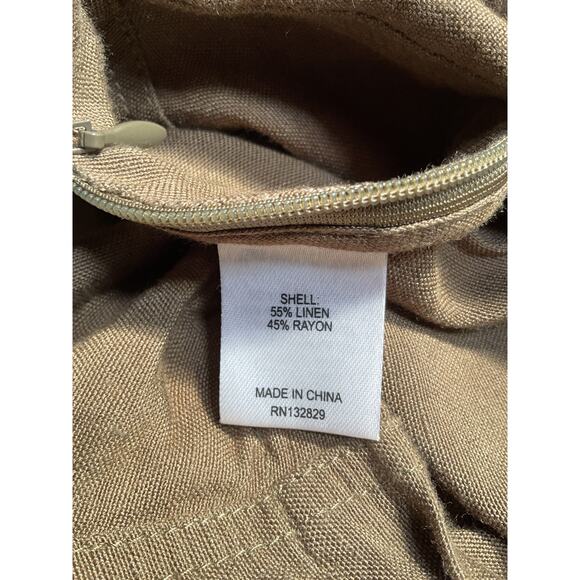 SHELL:
55% LINEN
45% RAYON
MADE IN CHINA
RN132829